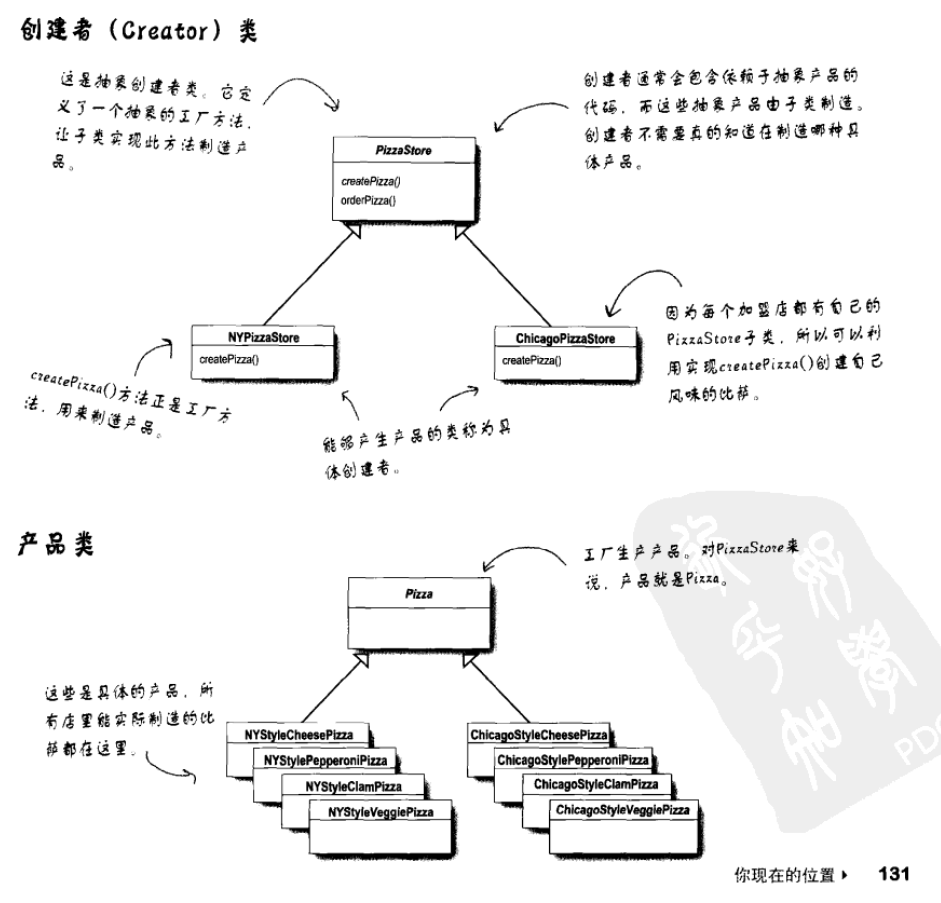 创建者（Creator）类
这是抽象创建者类。它定
义了一个抽象的工厂方法，
让子类实现此方法制造产
品。
创建者通常会包含依赖于抽象产品的
代码，而这些抽象产品由子类制造。
创建者不需要真的知道在制造哪种具
体产品。
PizzaStore
createPizza()
orderPizza()
NYPizzaStore
createPizza()
ChicagoPizzaStore
createPizza()
因为每个加盟店都有自己的
PizzaStore子类，所以可以利
用实现createPizza()创建自己
风味的比萨。
createPizza()方法正是工厂方
法，用来制造产品。
能够产生产品的类称为具
体创建者。
产品类
工厂生产产品。对PizzaStore来
说，产品就是Pizza。
Pizza
这些是具体的产品，所
有店里能实际制造的比
萨都在这里。
NYStyleCheesePizza
NYStylePepperoniPizza
NYStyleClamPizza
NYStyleVeggiePizza
ChicagoStyleCheesePizza
ChicagoStylePepperoniPizza
ChicagoStyleClamPizza
ChicagoStyleVeggiePizza
你现在的位置 131